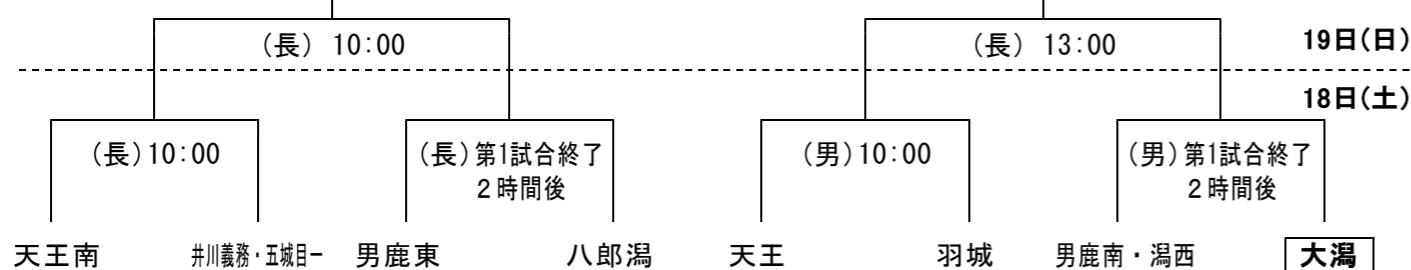 (長) 10:00
(長) 13:00
19日(日)
18日(土)
(長)10:00
(長)第1試合終了
2時間後
(男)10:00
(男)第1試合終了
2時間後
天王南
井川義務・五城目一
男鹿東
八郎潟
天王
羽城
男鹿南・潟西
大潟